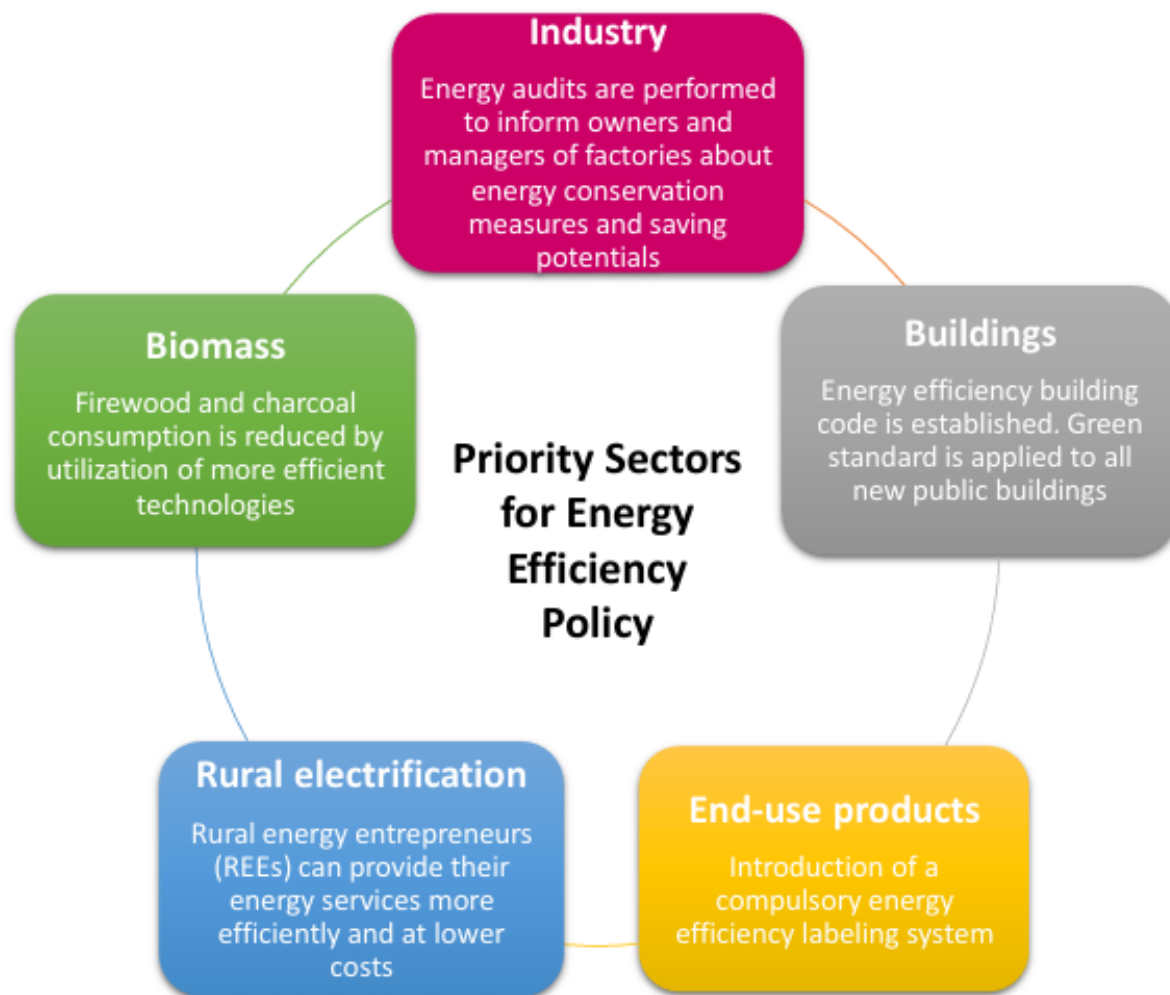 Industry
Energy audits are performed
to inform owners and
managers of factories about
energy conservation
measures and saving
potentials
Buildings
Energy efficiency building
code is established. Green
standard is applied to all
new public buildings
End-use products
Introduction of a
compulsory energy
efficiency labeling system
Rural electrification
Rural energy entrepreneurs
(REEs) can provide their
energy services more
efficiently and at lower
costs
Biomass
Firewood and charcoal
consumption is reduced by
utilization of more efficient
technologies
Priority Sectors
for Energy
Efficiency
Policy